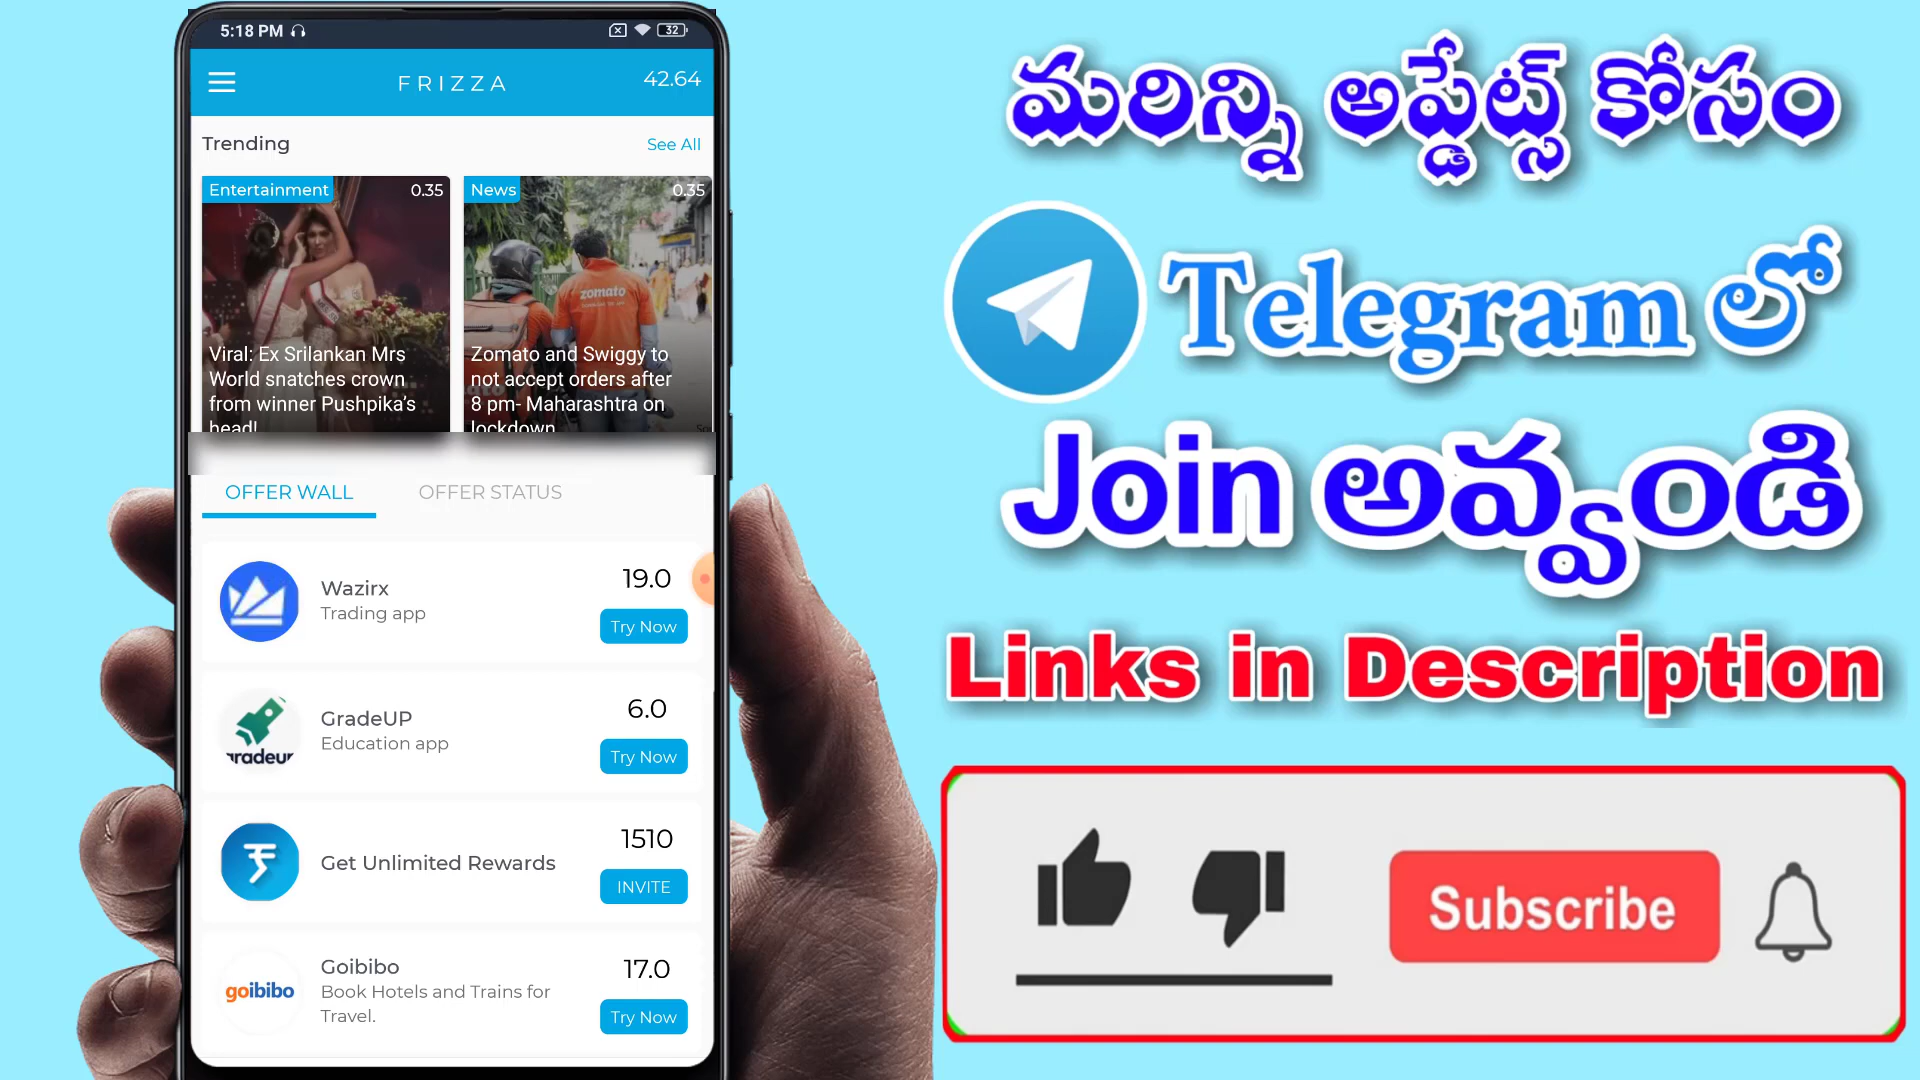 5:18 PM
32
FRIZZA
42.64
Trending
See All
Entertainment
0.35
Viral: Ex Srilankan Mrs
World snatches crown
from winner Pushpika's
head!
News
0.35
zomato
Zomato and Swiggy to
not accept orders after
8 pm- Maharashtra on
lockdown
OFFER WALL
OFFER STATUS
Wazirx
Trading app
19.0
Try Now
gradeup
GradeUP
Education app
6.0
Try Now
Get Unlimited Rewards
1510
INVITE
goibibo
Goibibo
Book Hotels and Trains for
Travel.
17.0
Try Now
మరిన్ని అప్డేట్స్ కోసం
Telegram లో
Join అవ్వండి
Links in Description
Subscribe